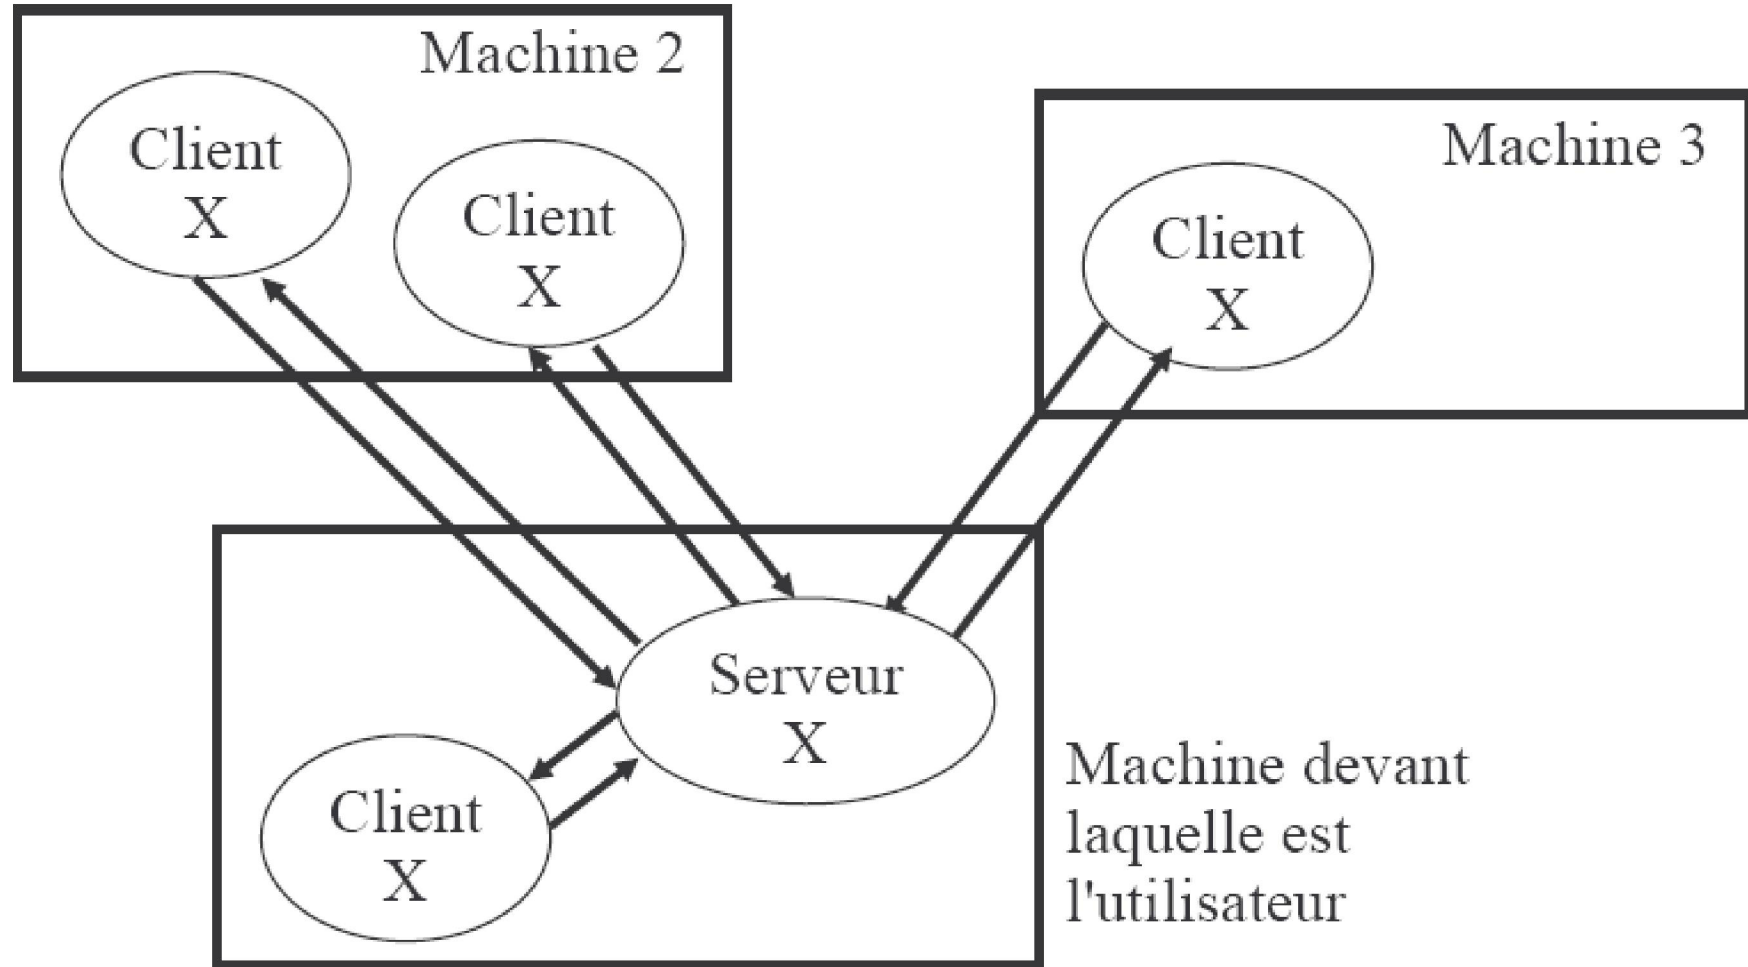 Machine 2
Client
X
Client
X
Machine 3
Client
X
Serveur
X
Client
X
Machine devant
laquelle est
l'utilisateur